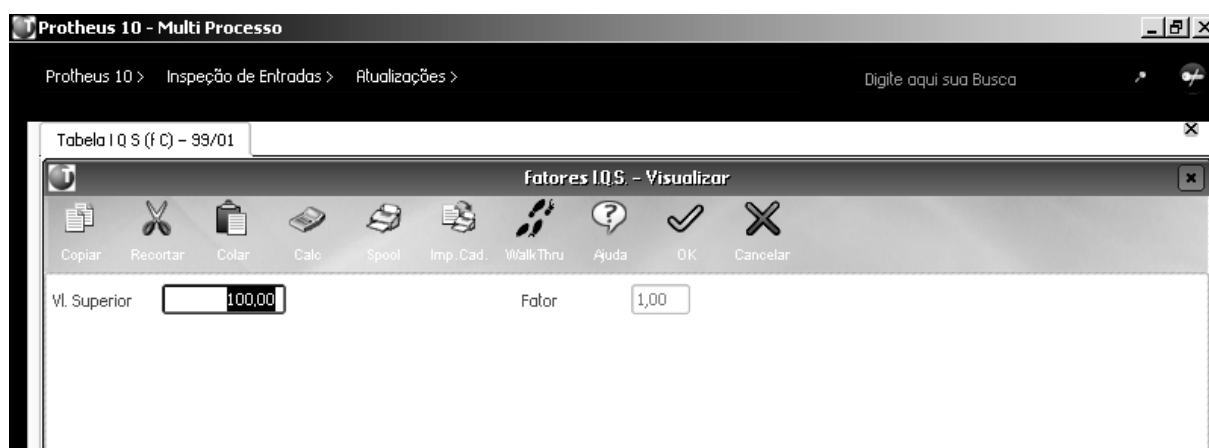 Protheus 10 - Multi Processo
Protheus 10 > Inspeção de Entradas > Atualizações >
Digite aqui sua Busca
Tabela I Q S (f C) – 99/01
Fatores I.Q.S. – Visualizar
Copiar Recortar Colar Calc Spool Imp.Cad. WalkThru Ajuda OK Cancelar
Vl. Superior 100,00 Fator 1,00